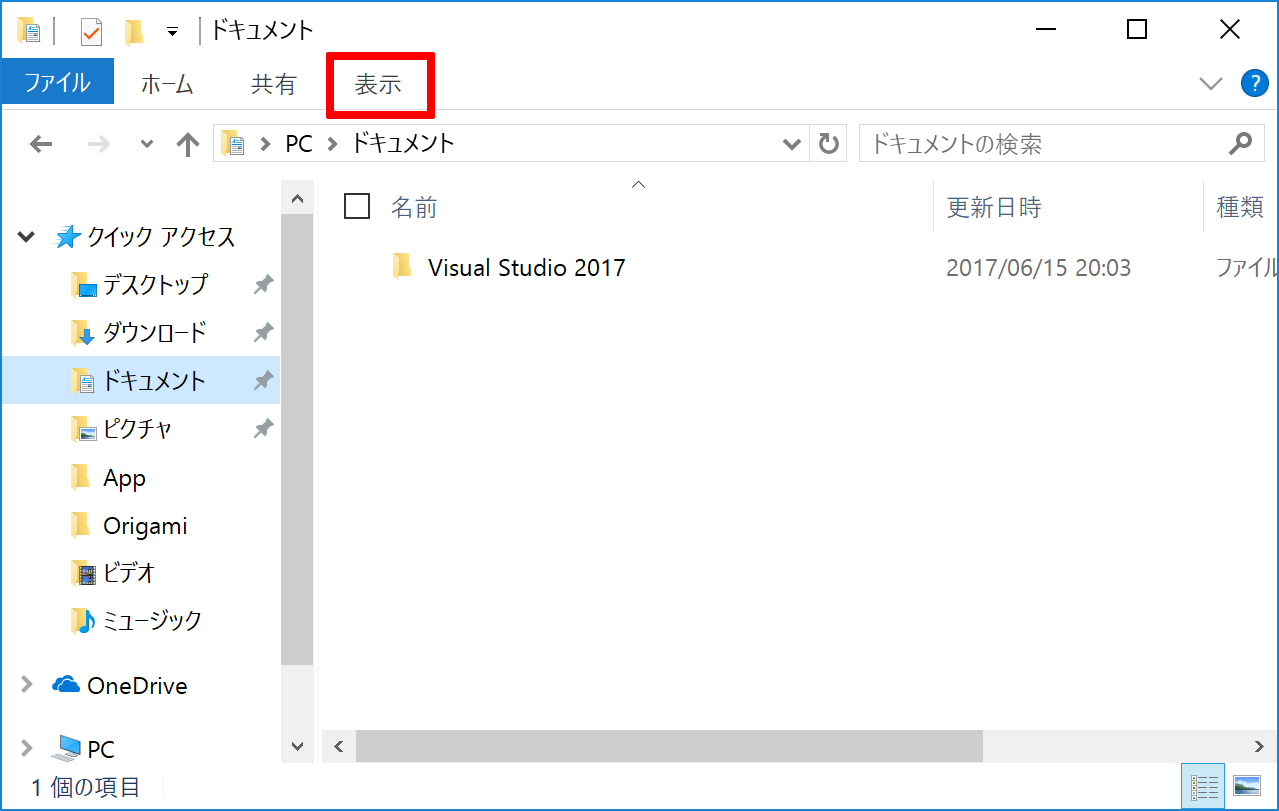 ドキュメント
ファイル ホーム 共有 表示
PC ドキュメント ドキュメントの検索
名前 更新日時 種類
Visual Studio 2017 2017/06/15 20:03 ファイル
クイック アクセス
デスクトップ
ダウンロード
ドキュメント
ピクチャ
App
Origami
ビデオ
ミュージック
OneDrive
PC
1 個の項目